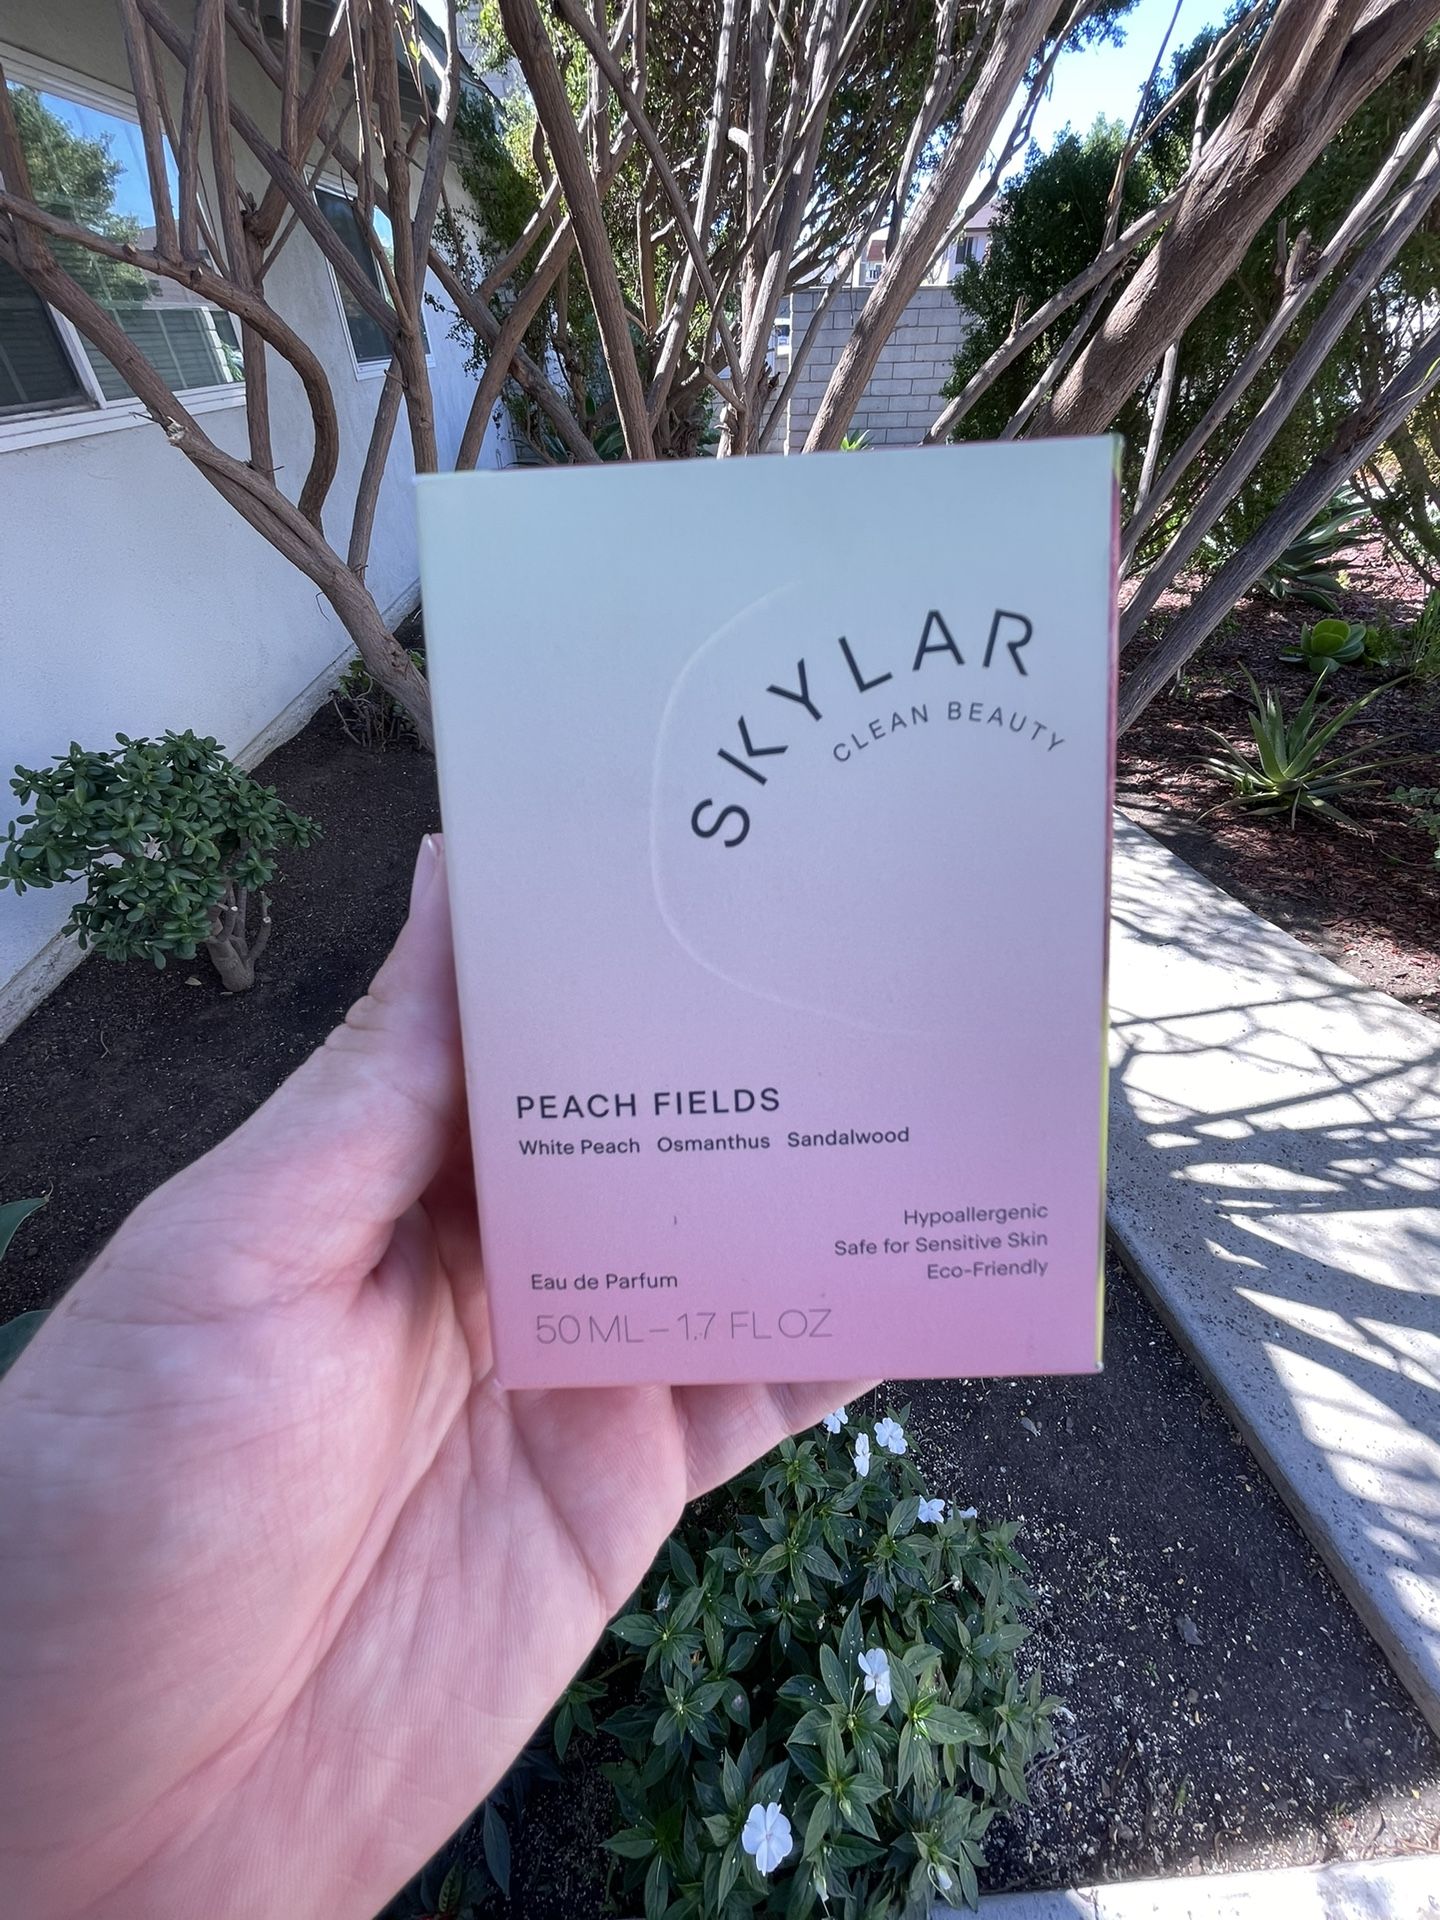 SKYLAR
CLEAN BEAUTY
PEACH FIELDS
White Peach Osmanthus Sandalwood
Hypoallergenic
Safe for Sensitive Skin
Eco-Friendly
Eau de Parfum
50 ML – 1.7 FL OZ